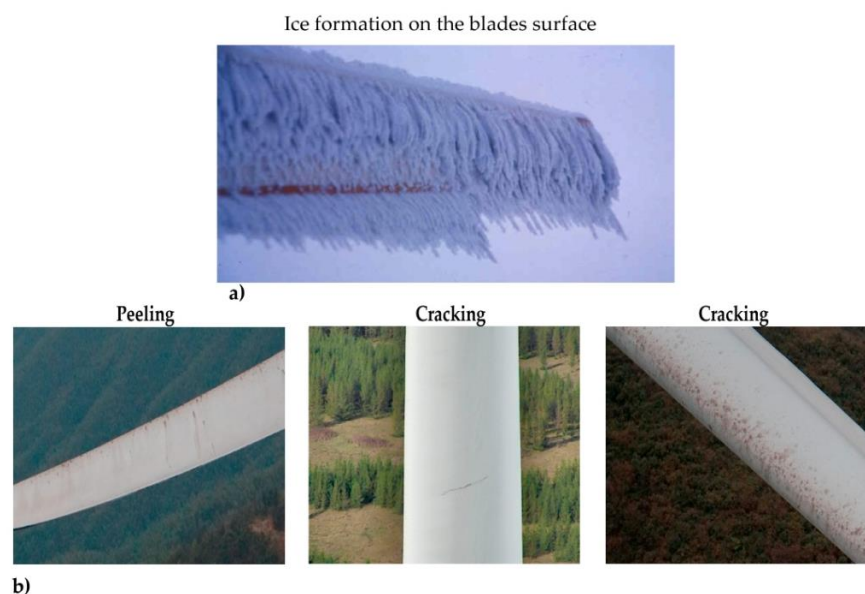 Ice formation on the blades surface
a)
Peeling
Cracking
Cracking
b)